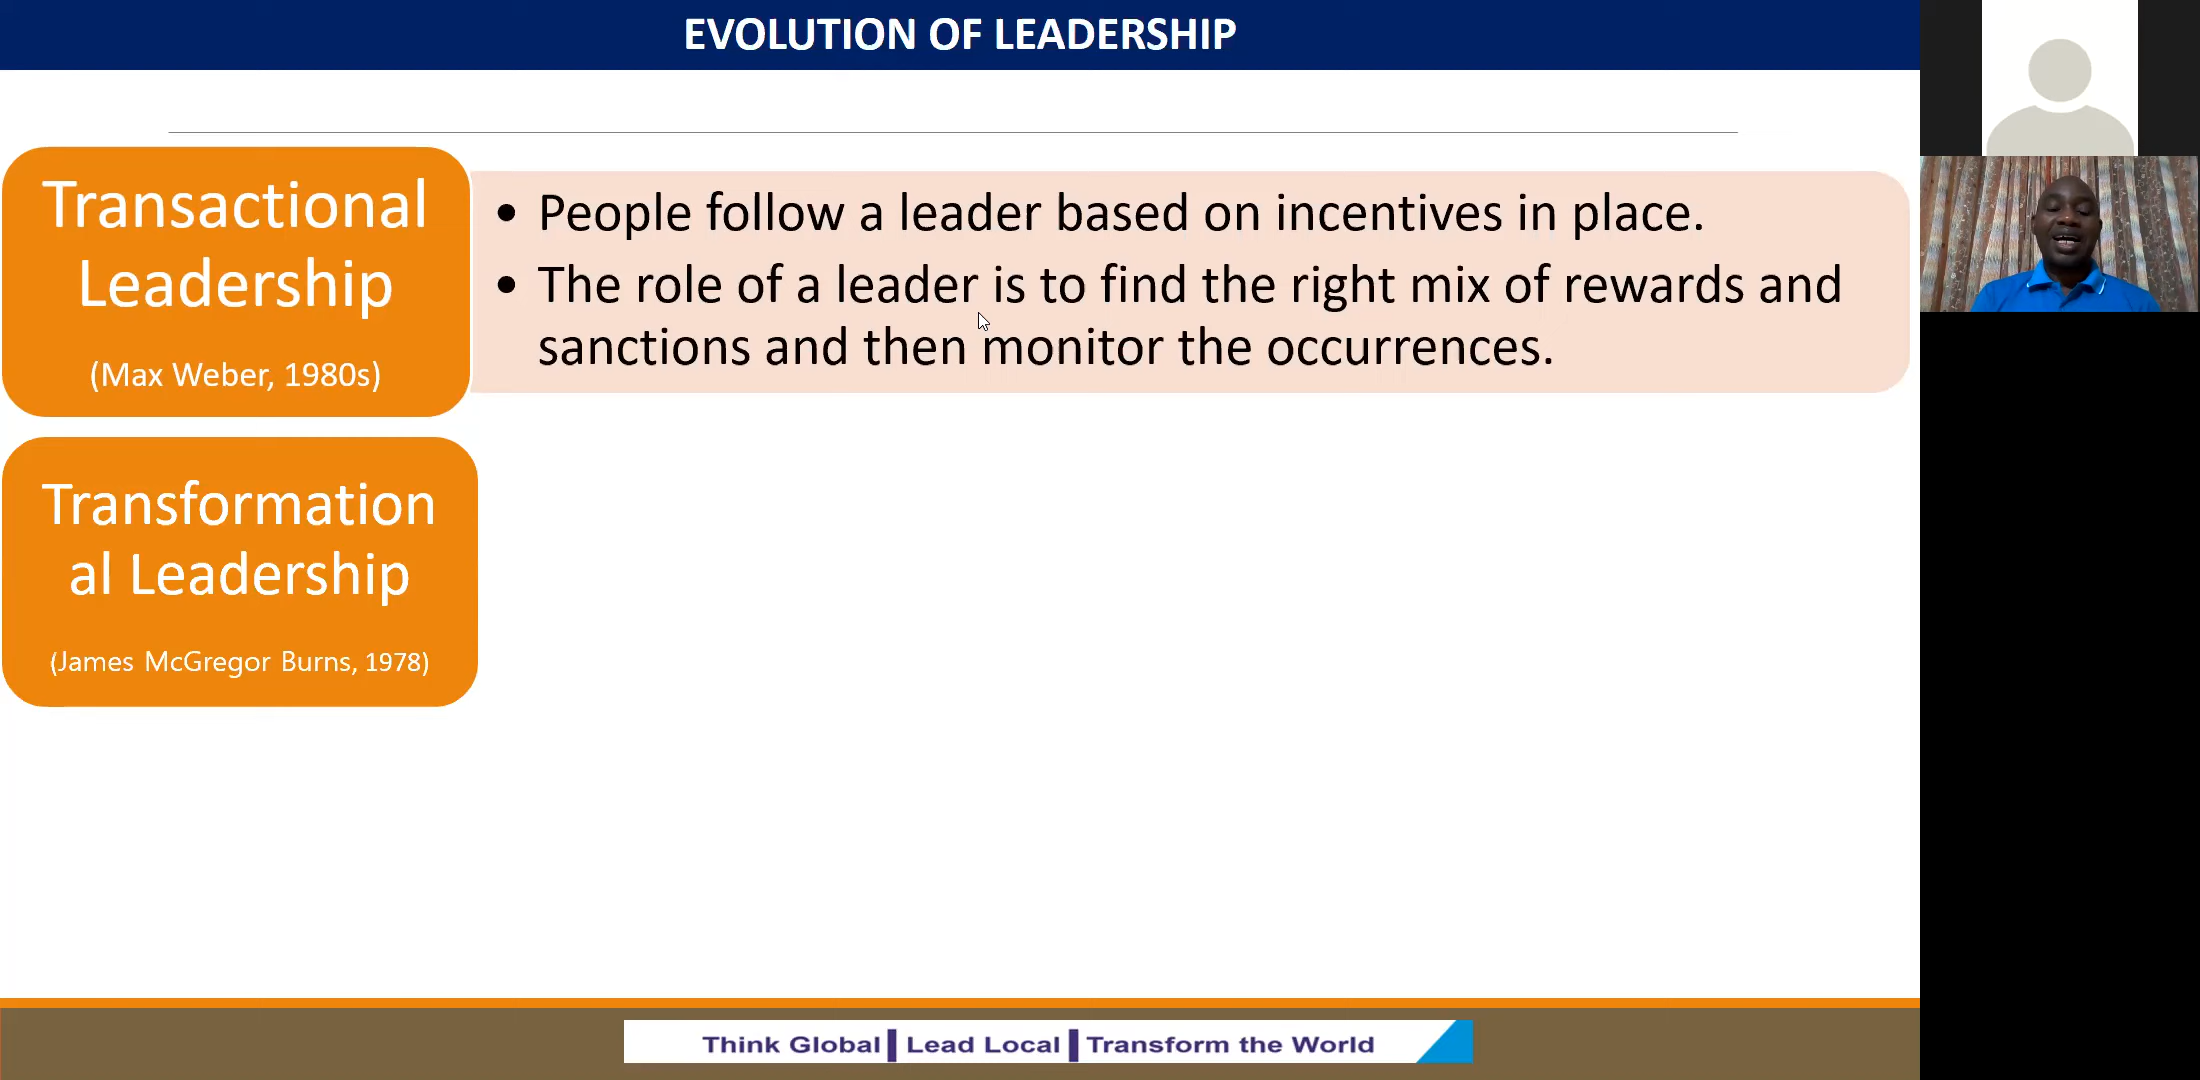 EVOLUTION OF LEADERSHIP
Transactional
Leadership
(Max Weber, 1980s)
• People follow a leader based on incentives in place.
• The role of a leader is to find the right mix of rewards and
sanctions and then monitor the occurrences.
Transformation
al Leadership
(James McGregor Burns, 1978)
Think Global | Lead Local | Transform the World